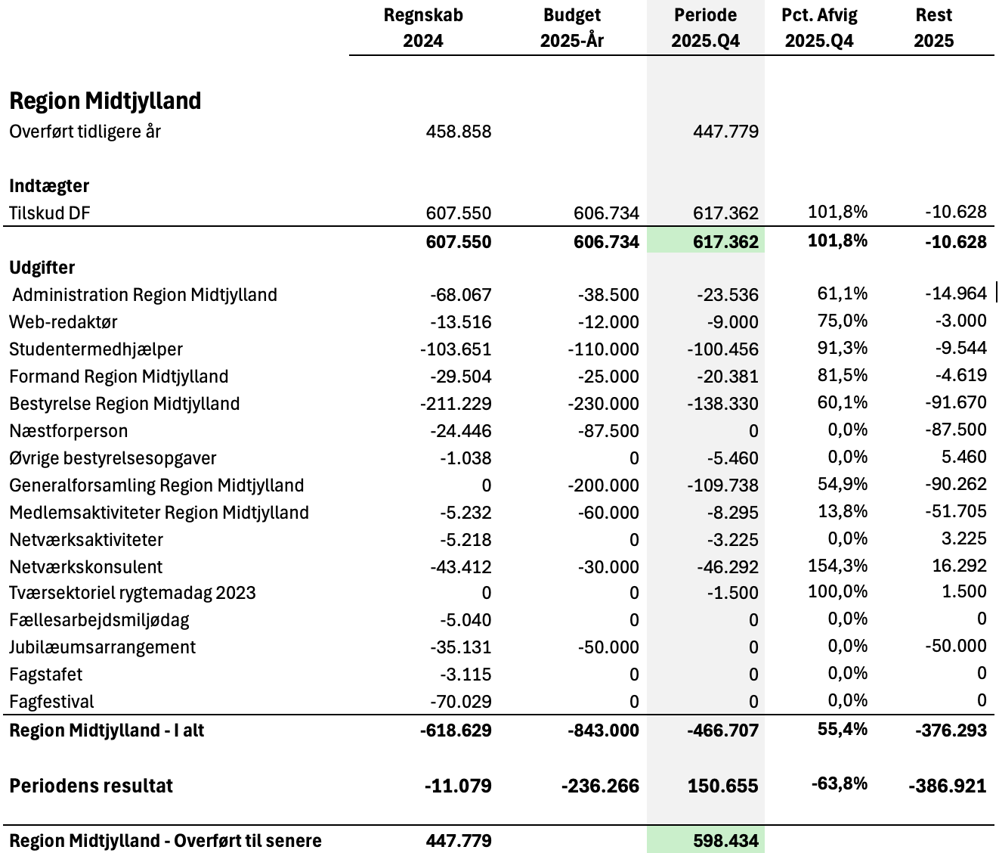 Regnskab Budget Periode Pct. Afvig Rest
2024 2025-År 2025.Q4 2025.Q4 2025
Region Midtjylland
Overført tidligere år 458.858 447.779
Indtægter
Tilskud DF 607.550 606.734 617.362 101,8% -10.628
607.550 606.734 617.362 101,8% -10.628
Udgifter
Administration Region Midtjylland -68.067 -38.500 -23.536 61,1% -14.964
Web-redaktør -13.516 -12.000 -9.000 75,0% -3.000
Studentermedhjælper -103.651 -110.000 -100.456 91,3% -9.544
Formand Region Midtjylland -29.504 -25.000 -20.381 81,5% -4.619
Bestyrelse Region Midtjylland -211.229 -230.000 -138.330 60,1% -91.670
Næstforperson -24.446 -87.500 0 0,0% -87.500
Øvrige bestyrelsesopgaver -1.038 0 -5.460 0,0% 5.460
Generalforsamling Region Midtjylland 0 -200.000 -109.738 54,9% -90.262
Medlemsaktiviteter Region Midtjylland -5.232 -60.000 -8.295 13,8% -51.705
Netværksaktiviteter -5.218 0 -3.225 0,0% 3.225
Netværkskonsulent -43.412 -30.000 -46.292 154,3% 16.292
Tværsektoriel rygtemadag 2023 0 0 -1.500 100,0% 1.500
Fællesarbejdsmiljødag -5.040 0 0 0,0% 0
Jubilæumsarrangement -35.131 -50.000 0 0,0% -50.000
Fagstafet -3.115 0 0 0,0% 0
Fagfestival -70.029 0 0 0,0% 0
Region Midtjylland - I alt -618.629 -843.000 -466.707 55,4% -376.293
Periodens resultat -11.079 -236.266 150.655 -63,8% -386.921
Region Midtjylland - Overført til senere 447.779 598.434